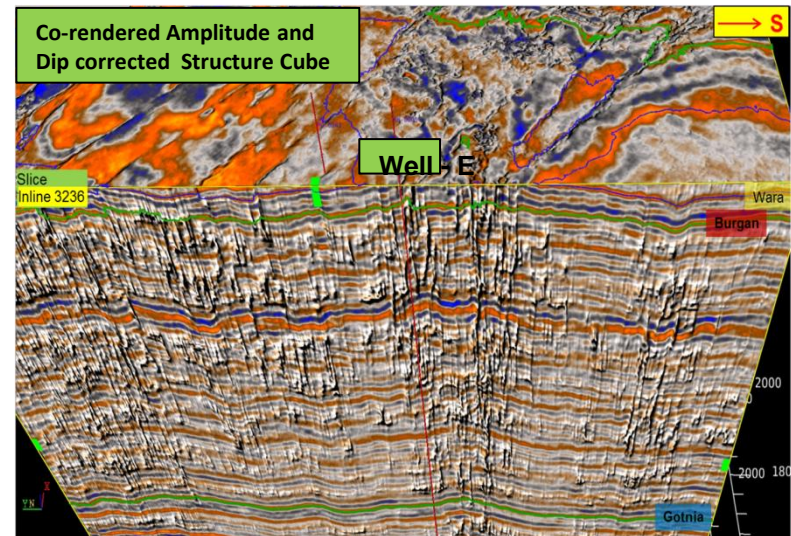 Co-rendered Amplitude and
Dip corrected Structure Cube
S
Well - E
Slice
Inline 3236
Wara
Burgan
2000
2000
180
Gotnia